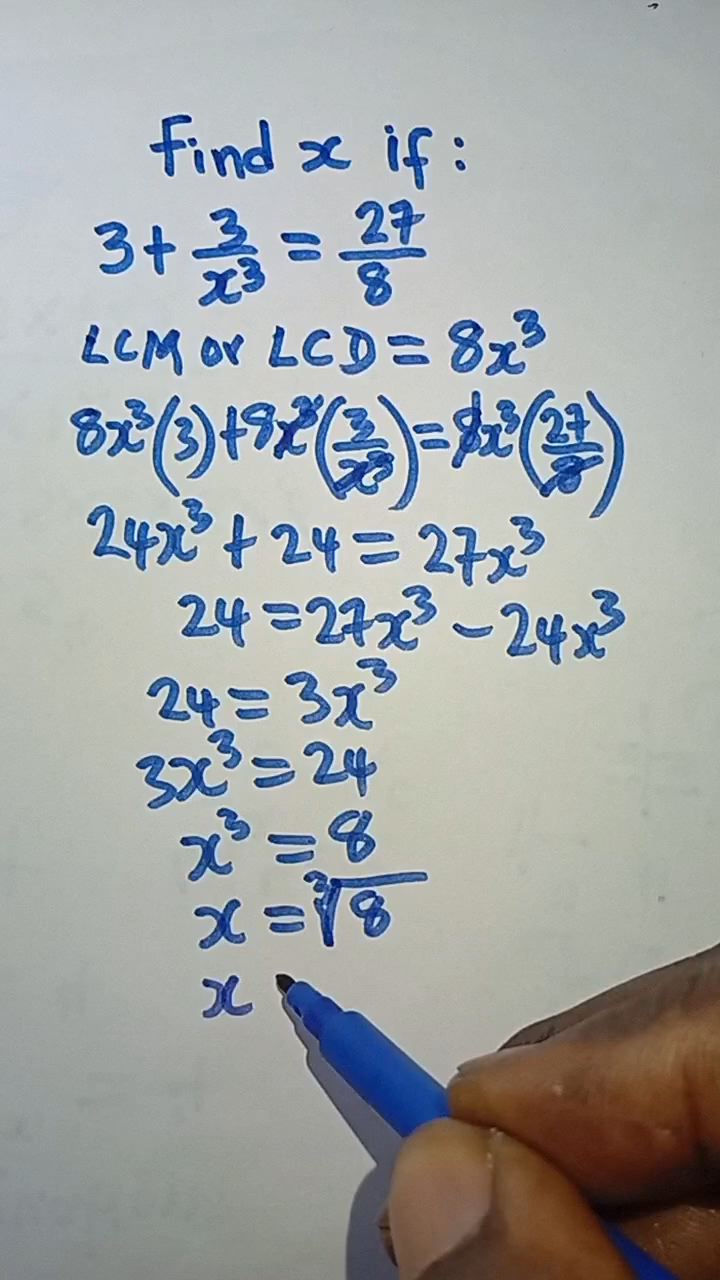 Find x if:
3 + 3/x³ = 27/8
LCM or LCD = 8x³
8x³(3) + 8x³(3/x³) = 8x³(27/8)
24x³ + 24 = 27x³
24 = 27x³ - 24x³
24 = 3x³
3x³ = 24
x³ = 8
x = ∛8
x